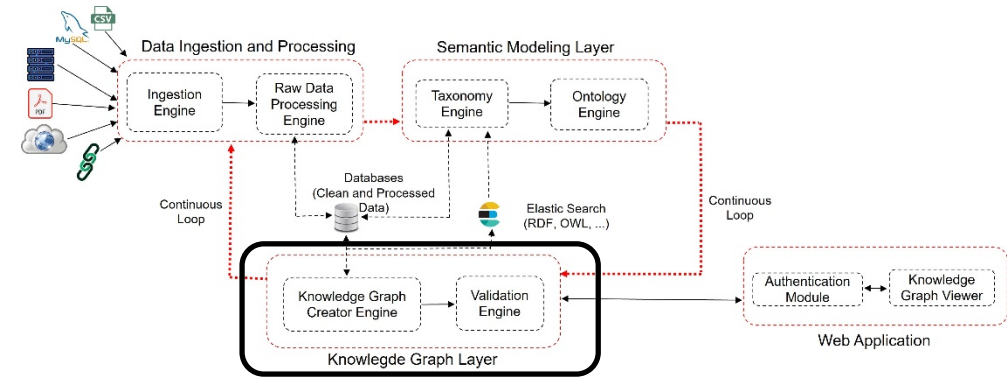 CSV
MySQL
PDF
Data Ingestion and Processing
Ingestion
Engine
Raw Data
Processing
Engine
Semantic Modeling Layer
Taxonomy
Engine
Ontology
Engine
Continuous
Loop
Databases
(Clean and Processed
Data)
Elastic Search
(RDF, OWL, ...)
Continuous
Loop
Knowledge Graph
Creator Engine
Validation
Engine
Knowlegde Graph Layer
Authentication
Module
Knowledge
Graph Viewer
Web Application